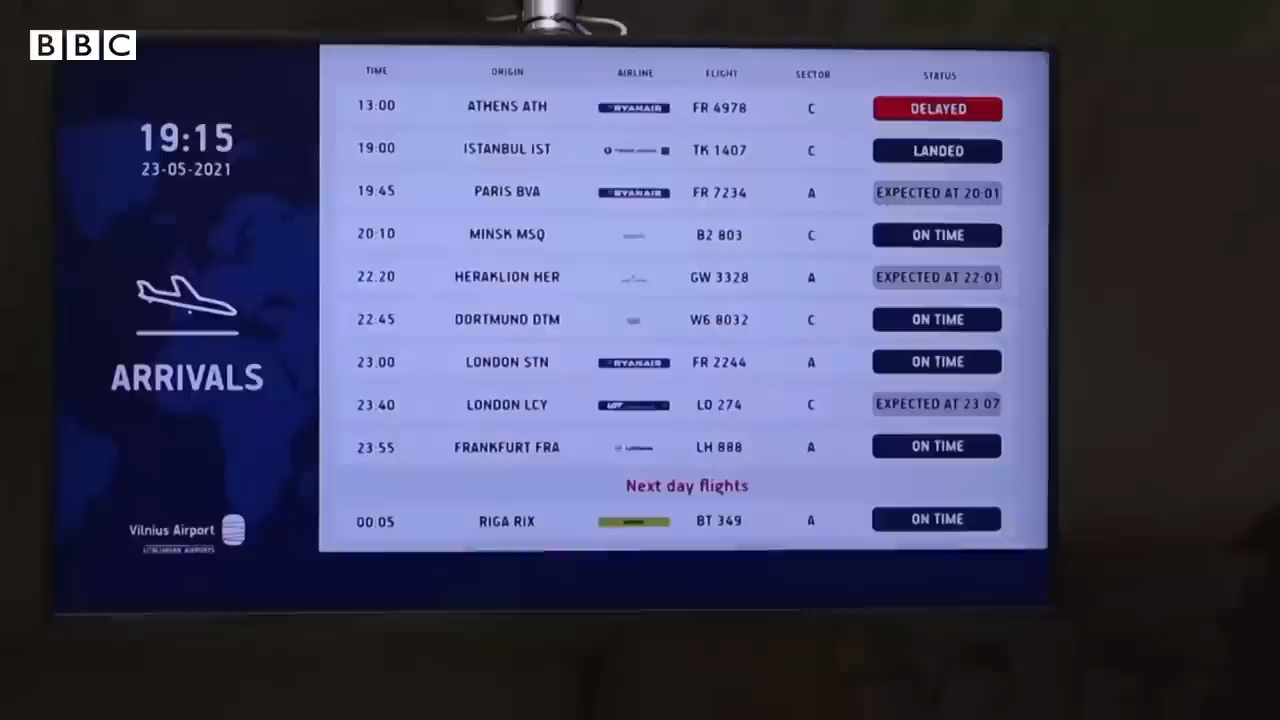 BBC
19:15
23-05-2021
ARRIVALS
Vilnius Airport
LITHUANIAN AIRPORTS
TIME ORIGIN AIRLINE FLIGHT SECTOR STATUS
13:00 ATHENS ATH RYANAIR FR 4978 C DELAYED
19:00 ISTANBUL IST TK 1407 C LANDED
19:45 PARIS BVA RYANAIR FR 7234 A EXPECTED AT 20:01
20:10 MINSK MSQ B2 803 C ON TIME
22:20 HERAKLION HER GW 3328 A EXPECTED AT 22:01
22:45 DORTMUND DTM W6 8032 C ON TIME
23:00 LONDON STN RYANAIR FR 2244 A ON TIME
23:40 LONDON LCY LOT LO 274 C EXPECTED AT 23:07
23:55 FRANKFURT FRA LH 888 A ON TIME
Next day flights
00:05 RIGA RIX BT 349 A ON TIME